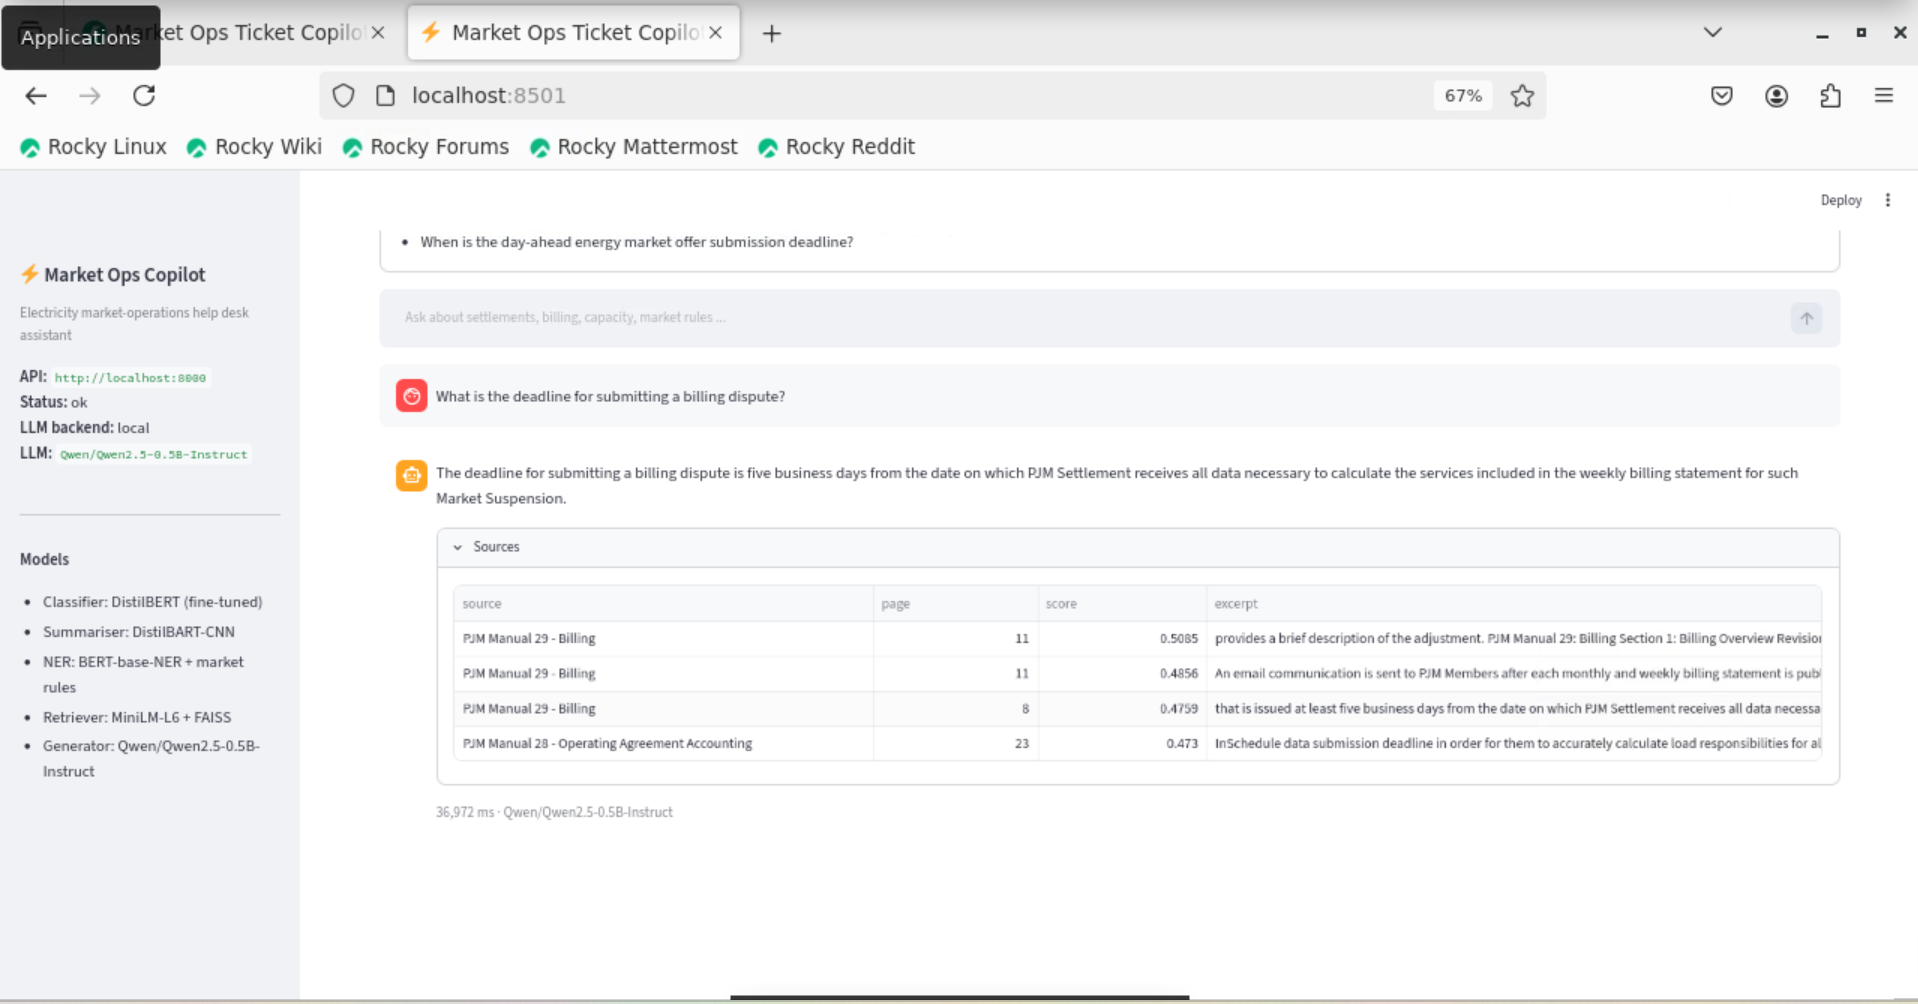 Applications
ket Ops Ticket Copilo
Market Ops Ticket Copilo
localhost:8501
67%
Rocky Linux
Rocky Wiki
Rocky Forums
Rocky Mattermost
Rocky Reddit
Deploy
⚡ Market Ops Copilot
Electricity market-operations help desk
assistant
API: http://localhost:8000
Status: ok
LLM backend: local
LLM: Qwen/Qwen2.5-0.5B-Instruct
Models
• Classifier: DistilBERT (fine-tuned)
• Summariser: DistilBART-CNN
• NER: BERT-base-NER + market
rules
• Retriever: MiniLM-L6 + FAISS
• Generator: Qwen/Qwen2.5-0.5B-
Instruct
• When is the day-ahead energy market offer submission deadline?
Ask about settlements, billing, capacity, market rules ...
What is the deadline for submitting a billing dispute?
The deadline for submitting a billing dispute is five business days from the date on which PJM Settlement receives all data necessary to calculate the services included in the weekly billing statement for such
Market Suspension.
Sources
source page score excerpt
PJM Manual 29 - Billing 11 0.5085 provides a brief description of the adjustment. PJM Manual 29: Billing Section 1: Billing Overview Revision
PJM Manual 29 - Billing 11 0.4856 An email communication is sent to PJM Members after each monthly and weekly billing statement is publ
PJM Manual 29 - Billing 8 0.4759 that is issued at least five business days from the date on which PJM Settlement receives all data necessa
PJM Manual 28 - Operating Agreement Accounting 23 0.473 InSchedule data submission deadline in order for them to accurately calculate load responsibilities for al
36,972 ms · Qwen/Qwen2.5-0.5B-Instruct